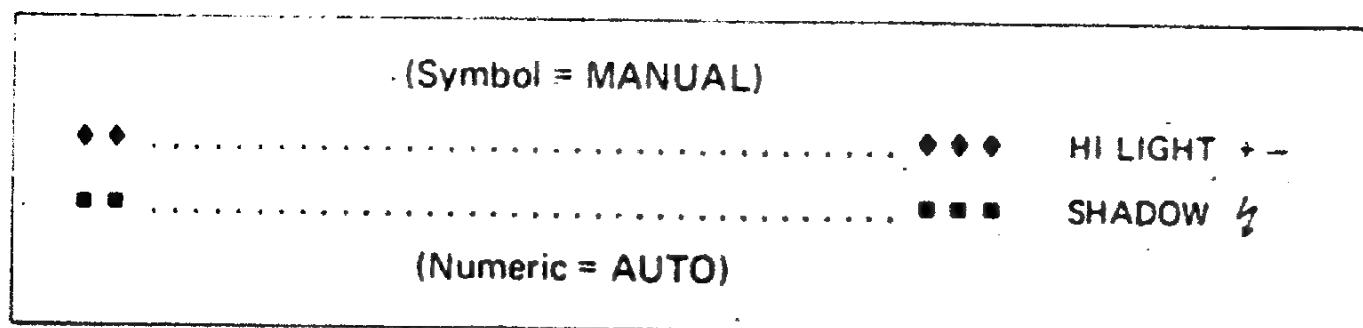 (Symbol = MANUAL)
♦ ♦ .................................... ♦ ♦ ♦ HI LIGHT + −
■ ■ .................................... ■ ■ ■ SHADOW ϟ
(Numeric = AUTO)